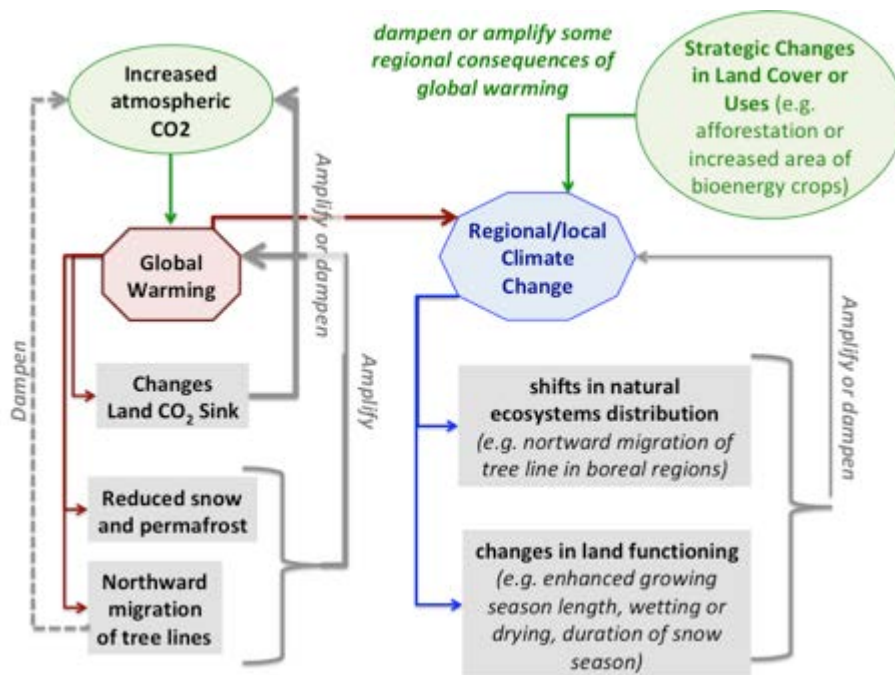 Increased
atmospheric
CO2
dampen or amplify some
regional consequences of
global warming
Strategic Changes
in Land Cover or
Uses (e.g.
afforestation or
increased area of
bioenergy crops)
Amplify or dampen
Global
Warming
Regional/local
Climate
Change
Dampen
Amplify
Amplify or dampen
Changes
Land CO₂ Sink
shifts in natural
ecosystems distribution
(e.g. nortward migration of
tree line in boreal regions)
Reduced snow
and permafrost
changes in land functioning
(e.g. enhanced growing
season length, wetting or
drying, duration of snow
season)
Northward
migration
of tree lines